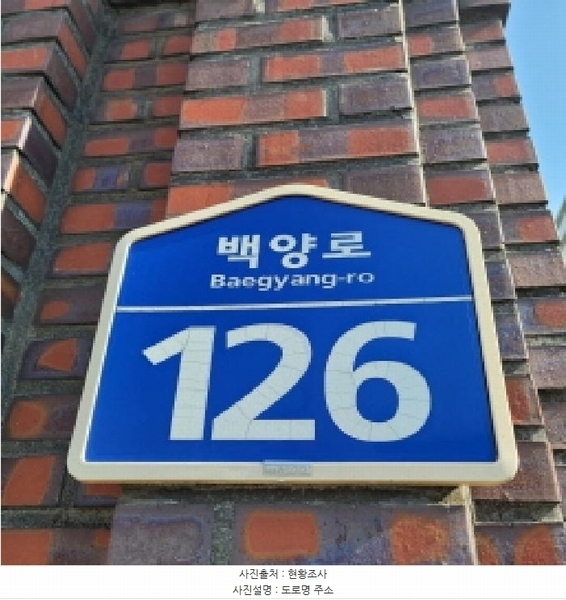 백양로
Baegyang-ro
126
사진출처 : 현황조사
사진설명 : 도로명 주소